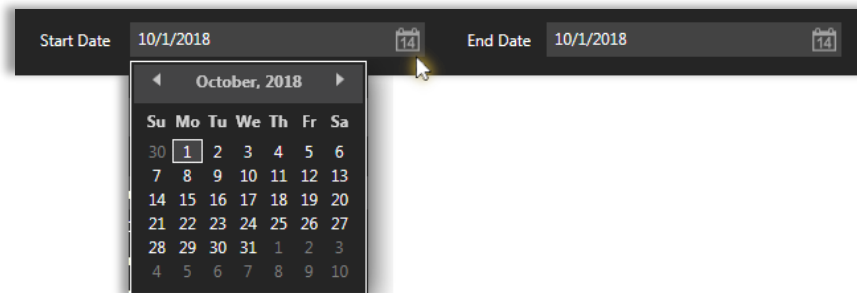 Start Date 10/1/2018 14 End Date 10/1/2018 14
October, 2018
Su Mo Tu We Th Fr Sa
30 1 2 3 4 5 6
7 8 9 10 11 12 13
14 15 16 17 18 19 20
21 22 23 24 25 26 27
28 29 30 31 1 2 3
4 5 6 7 8 9 10